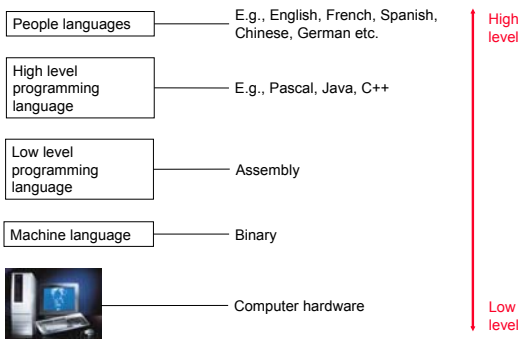 People languages
E.g., English, French, Spanish,
Chinese, German etc.
High
level
High level
programming
language
E.g., Pascal, Java, C++
Low level
programming
language
Assembly
Machine language
Binary
Computer hardware
Low
level